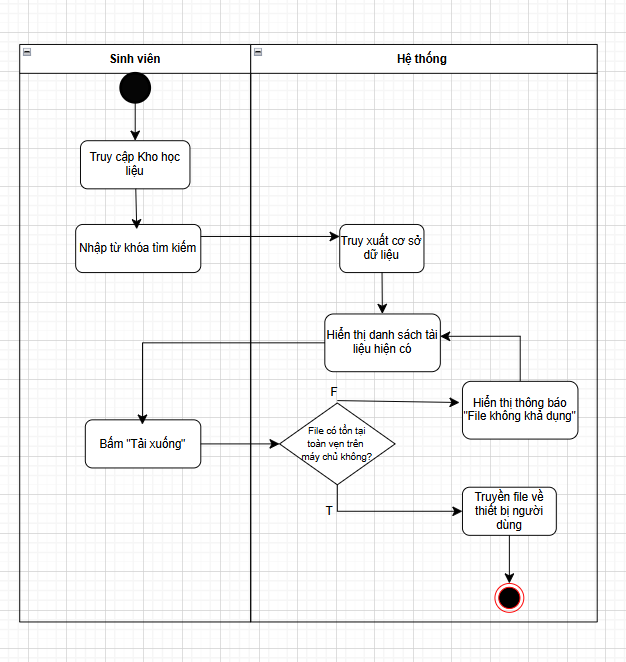 Sinh viên
Hệ thống
Truy cập Kho học
liệu
Nhập từ khóa tìm kiếm
Truy xuất cơ sở
dữ liệu
Hiển thị danh sách tài
liệu hiện có
F
Hiển thị thông báo
"File không khả dụng"
Bấm "Tải xuống"
File có tồn tại
toàn vẹn trên
máy chủ không?
T
Truyền file về
thiết bị người
dùng